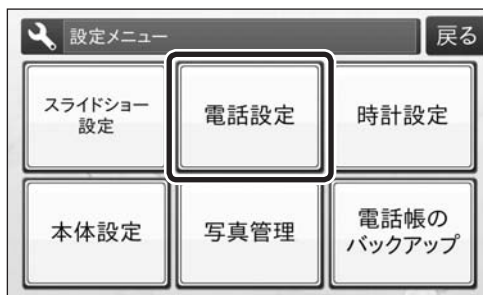 設定メニュー
戻る
スライドショー
設定
電話設定
時計設定
本体設定
写真管理
電話帳の
バックアップ